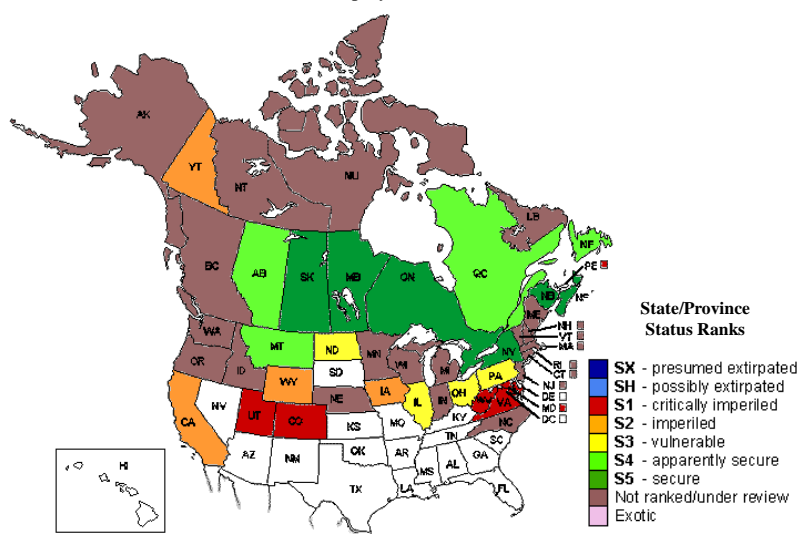 AK
YT
NT
NU
LB
NF
BC
AB
SK
MB
ON
QC
PE
NB
NS
ME
WA
MT
ND
MN
NH
VT
MA
OR
ID
SD
WI
MI
NY
WY
RI
CT
IA
PA
NJ
NV
NE
IL
IN
OH
DE
CA
UT
CO
KS
MO
KY
WV
VA
MD
DC
AZ
NM
OK
AR
TN
NC
SC
TX
LA
MS
AL
GA
FL
HI
State/Province
Status Ranks
SX - presumed extirpated
SH - possibly extirpated
S1 - critically imperiled
S2 - imperiled
S3 - vulnerable
S4 - apparently secure
S5 - secure
Not ranked/under review
Exotic